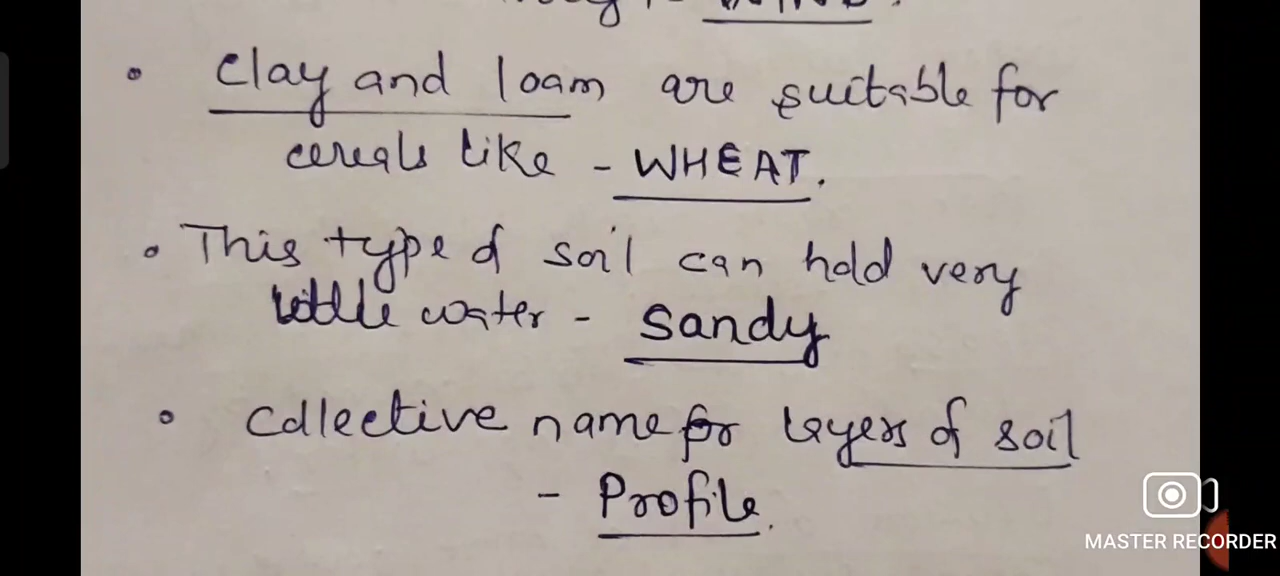 • Clay and loam are suitable for
cereals like - WHEAT.
• This type of soil can hold very
little water - Sandy
• Collective name for layers of soil
- Profile.
MASTER RECORDER